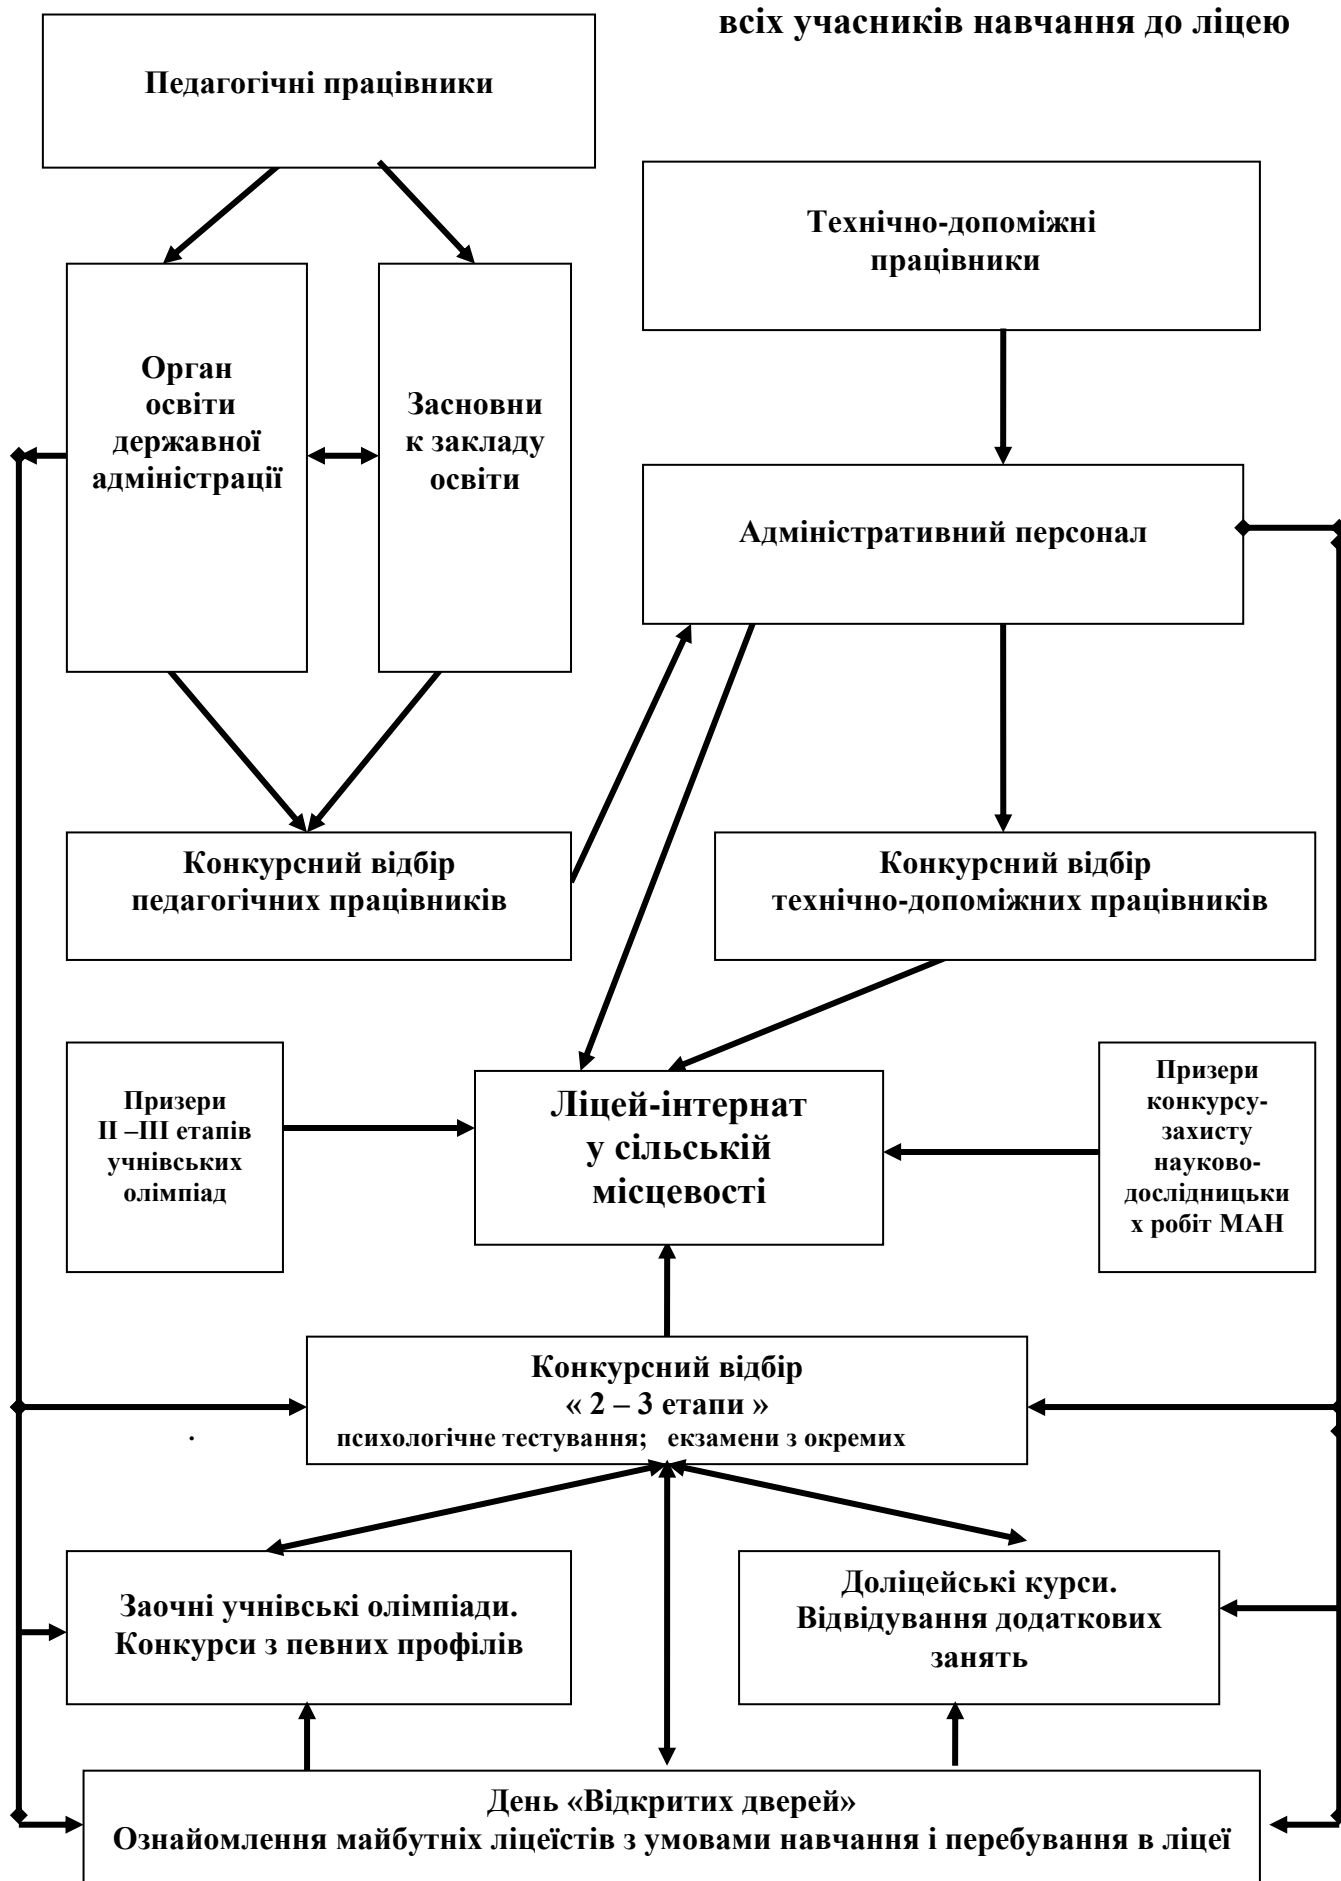 всіх учасників навчання до ліцею
Педагогічні працівники
Технічно-допоміжні
працівники
Орган
освіти
державної
адміністрації
Засновни
к закладу
освіти
Адміністративний персонал
Конкурсний відбір
педагогічних працівників
Конкурсний відбір
технічно-допоміжних працівників
Призери
ІІ –ІІІ етапів
учнівських
олімпіад
Ліцей-інтернат
у сільській
місцевості
Призери
конкурсу-
захисту
науково-
дослідницьки
х робіт МАН
Конкурсний відбір
« 2 – 3 етапи »
психологічне тестування; екзамени з окремих
.
Заочні учнівські олімпіади.
Конкурси з певних профілів
Доліцейські курси.
Відвідування додаткових
занять
День «Відкритих дверей»
Ознайомлення майбутніх ліцеїстів з умовами навчання і перебування в ліцеї